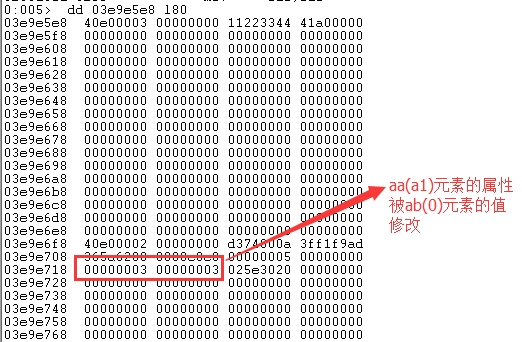 0:005> dd 03e9e5e8 180
03e9e5e8 40e00003 00000000 11223344 41a00000
03e9e5f8 00000000 00000000 00000000 00000000
03e9e608 00000000 00000000 00000000 00000000
03e9e618 00000000 00000000 00000000 00000000
03e9e628 00000000 00000000 00000000 00000000
03e9e638 00000000 00000000 00000000 00000000
03e9e648 00000000 00000000 00000000 00000000
03e9e658 00000000 00000000 00000000 00000000
03e9e668 00000000 00000000 00000000 00000000
03e9e678 00000000 00000000 00000000 00000000
03e9e688 00000000 00000000 00000000 00000000
03e9e698 00000000 00000000 00000000 00000000
03e9e6a8 00000000 00000000 00000000 00000000
03e9e6b8 00000000 00000000 00000000 00000000
03e9e6c8 00000000 00000000 00000000 00000000
03e9e6d8 00000000 00000000 00000000 00000000
03e9e6e8 00000000 00000000 00000000 00000000
03e9e6f8 40e00002 00000000 3ff1f9ad
03e9e708 00000000
03e9e718 00000003 00000003 025e3020 00000000
03e9e728 00000000 00000000 00000000 00000000
03e9e738 00000000 00000000 00000000 00000000
03e9e748 00000000 00000000 00000000 00000000
03e9e758 00000000 00000000 00000000 00000000
03e9e768 00000000 00000000 00000000 00000000
aa(a1)元素的属性
被ab(0)元素的值
修改